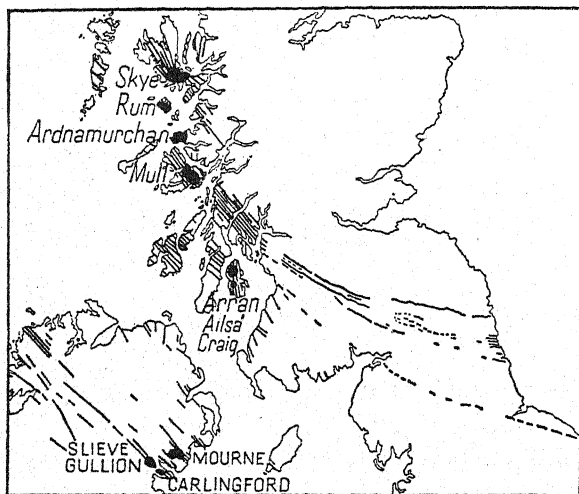 Skye
Rum
Ardnamurchan
Mull
Arran
Ailsa
Craig
SLIEVE
GULLION
MOURNE
CARLINGFORD